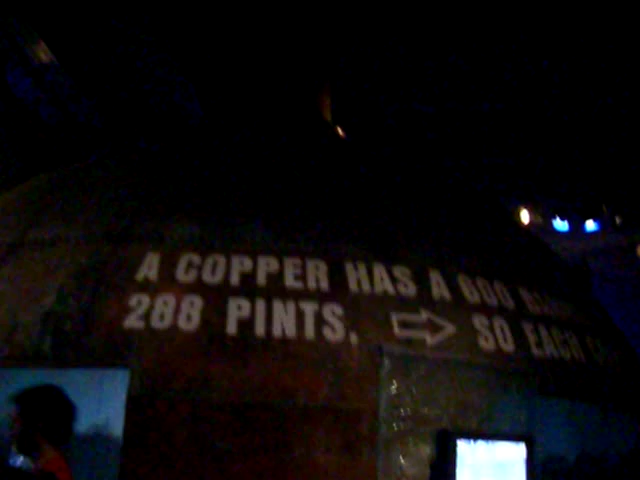 A COPPER HAS A 600
288 PINTS. ⇨ SO EACH